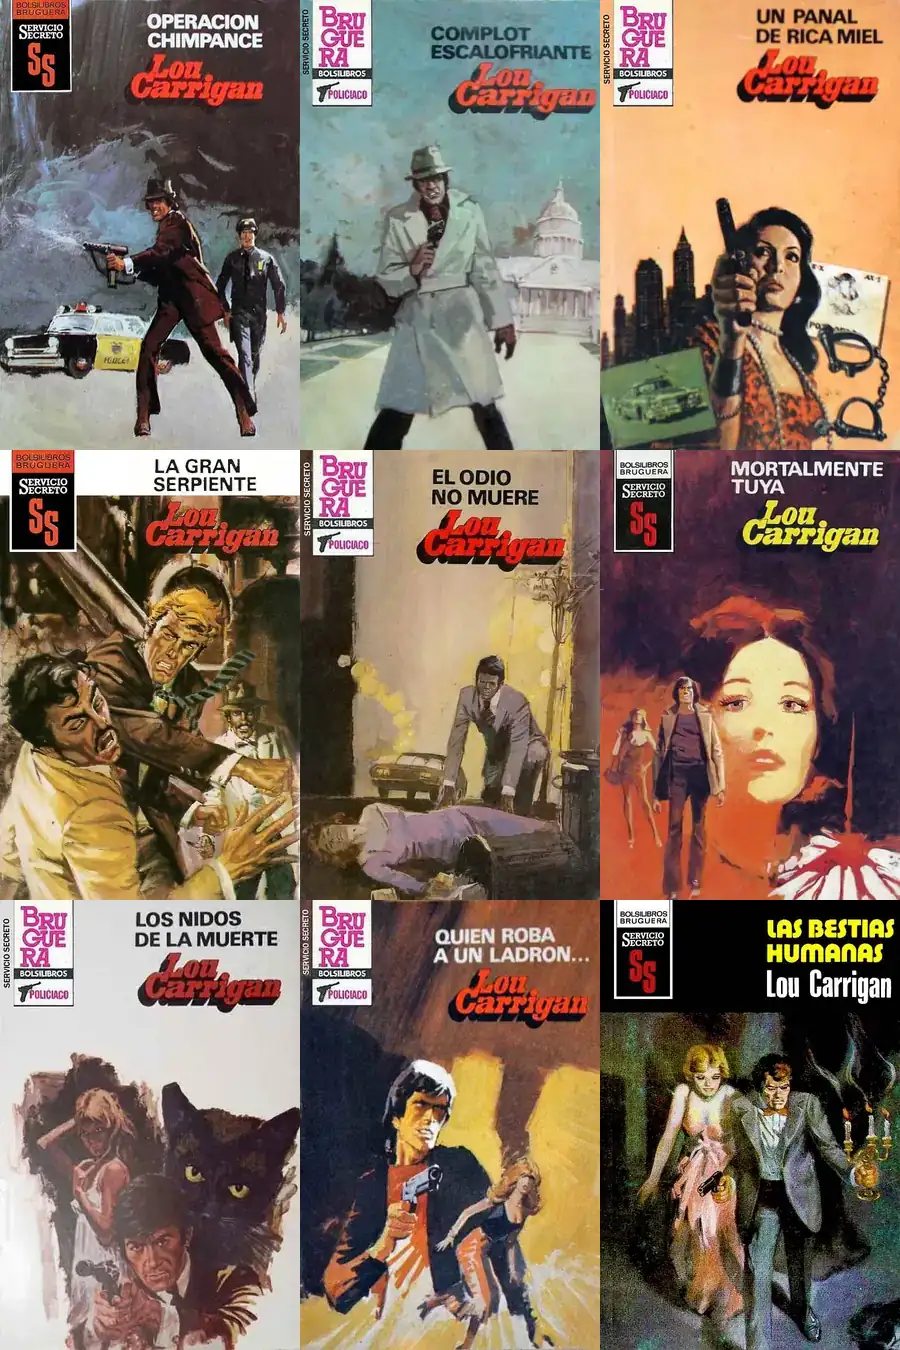 BOLSILIBROS
BRUGUERA
SERVICIO
SECRETO
SS
OPERACION
CHIMPANCE
Lou
Carrigan
POLICE
SERVICIO SECRETO
BRU
GUE
RA
BOLSILIBROS
POLICIACO
COMPLOT
ESCALOFRIANTE
Lou
Carrigan
SERVICIO SECRETO
BRU
GUE
RA
BOLSILIBROS
POLICIACO
UN PANAL
DE RICA MIEL
Lou
Carrigan
BOLSILIBROS
BRUGUERA
SERVICIO
SECRETO
SS
LA GRAN
SERPIENTE
Lou
Carrigan
SERVICIO SECRETO
BRU
GUE
RA
BOLSILIBROS
POLICIACO
EL ODIO
NO MUERE
Lou
Carrigan
BOLSILIBROS
BRUGUERA
SERVICIO
SECRETO
SS
MORTALMENTE
TUYA
Lou
Carrigan
SERVICIO SECRETO
BRU
GUE
RA
BOLSILIBROS
POLICIACO
LOS NIDOS
DE LA MUERTE
Lou
Carrigan
SERVICIO SECRETO
BRU
GUE
RA
BOLSILIBROS
POLICIACO
QUIEN ROBA
A UN LADRON...
Lou
Carrigan
BOLSILIBROS
BRUGUERA
SERVICIO
SECRETO
SS
LAS BESTIAS
HUMANAS
Lou Carrigan